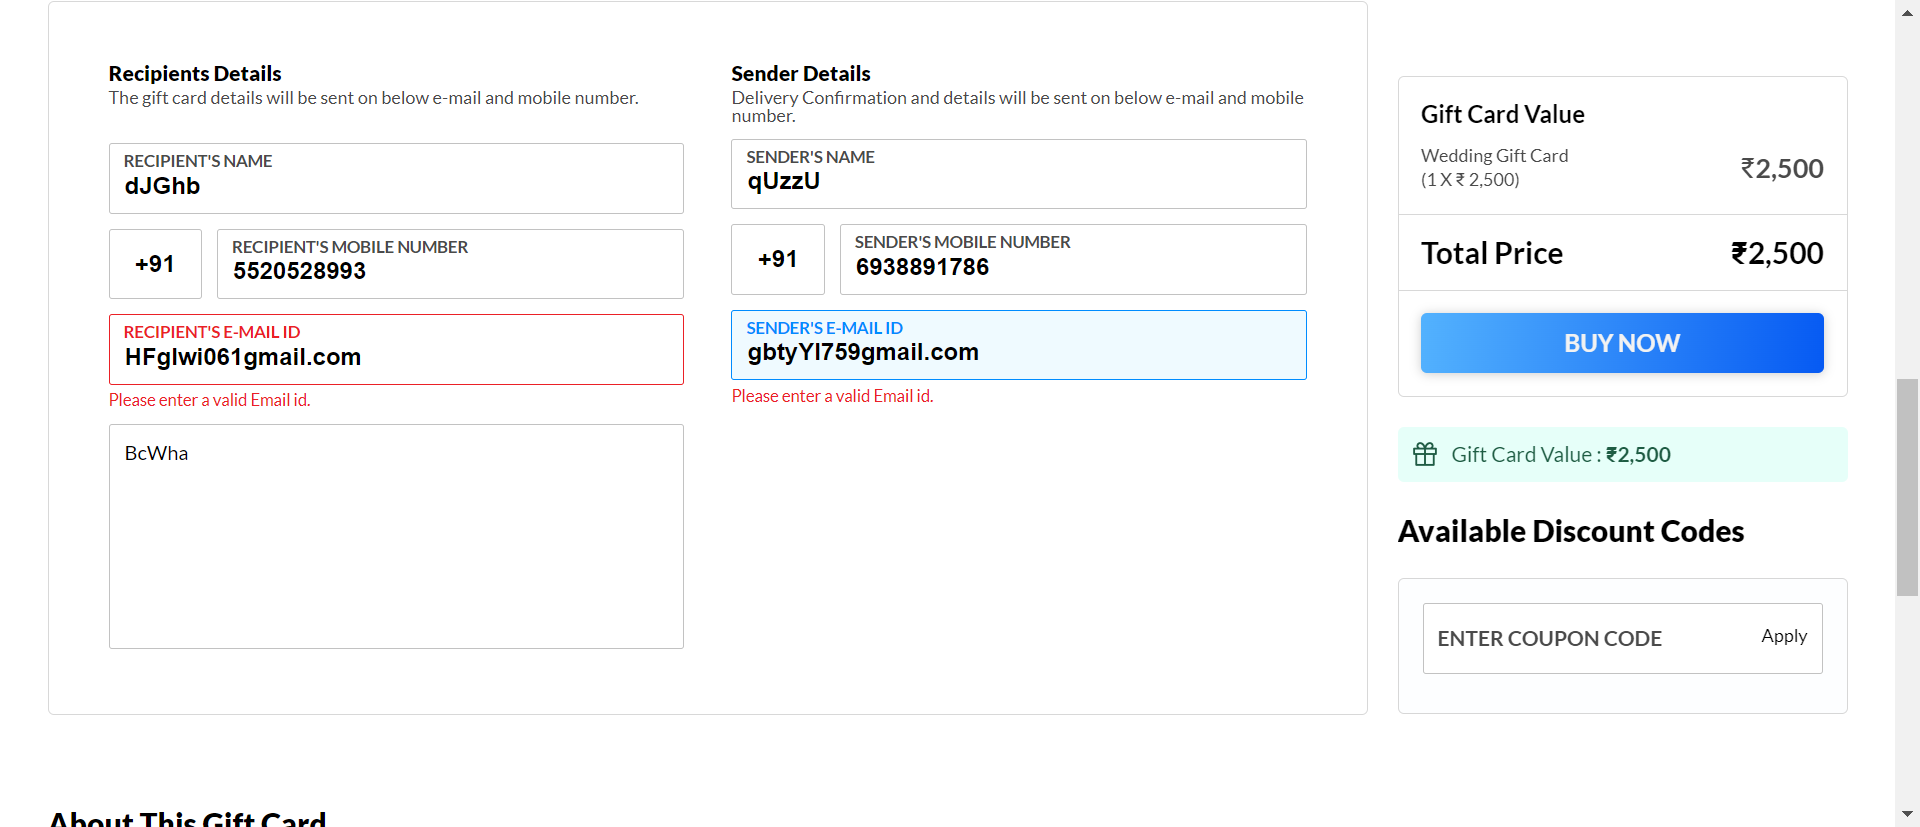 Recipients Details
The gift card details will be sent on below e-mail and mobile number.
RECIPIENT'S NAME
dJGhb
+91
RECIPIENT'S MOBILE NUMBER
5520528993
RECIPIENT'S E-MAIL ID
HFglwi061gmail.com
Please enter a valid Email id.
BcWha
Sender Details
Delivery Confirmation and details will be sent on below e-mail and mobile
number.
SENDER'S NAME
qUzzU
+91
SENDER'S MOBILE NUMBER
6938891786
SENDER'S E-MAIL ID
gbtyYl759gmail.com
Please enter a valid Email id.
Gift Card Value
Wedding Gift Card
(1 X ₹ 2,500)
₹2,500
Total Price
₹2,500
BUY NOW
Gift Card Value : ₹2,500
Available Discount Codes
ENTER COUPON CODE
Apply
About This Gift Card